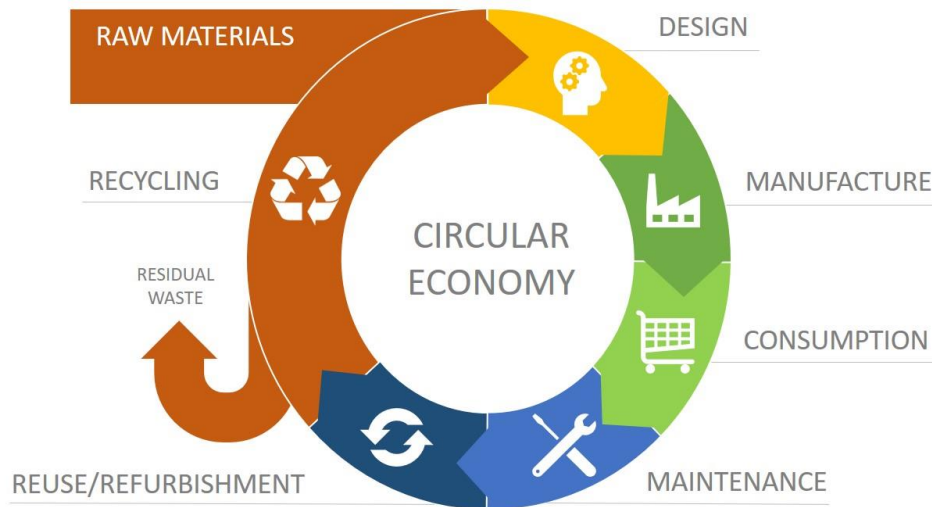 RAW MATERIALS
DESIGN
RECYCLING
MANUFACTURE
CIRCULAR
ECONOMY
RESIDUAL
WASTE
CONSUMPTION
REUSE/REFURBISHMENT
MAINTENANCE